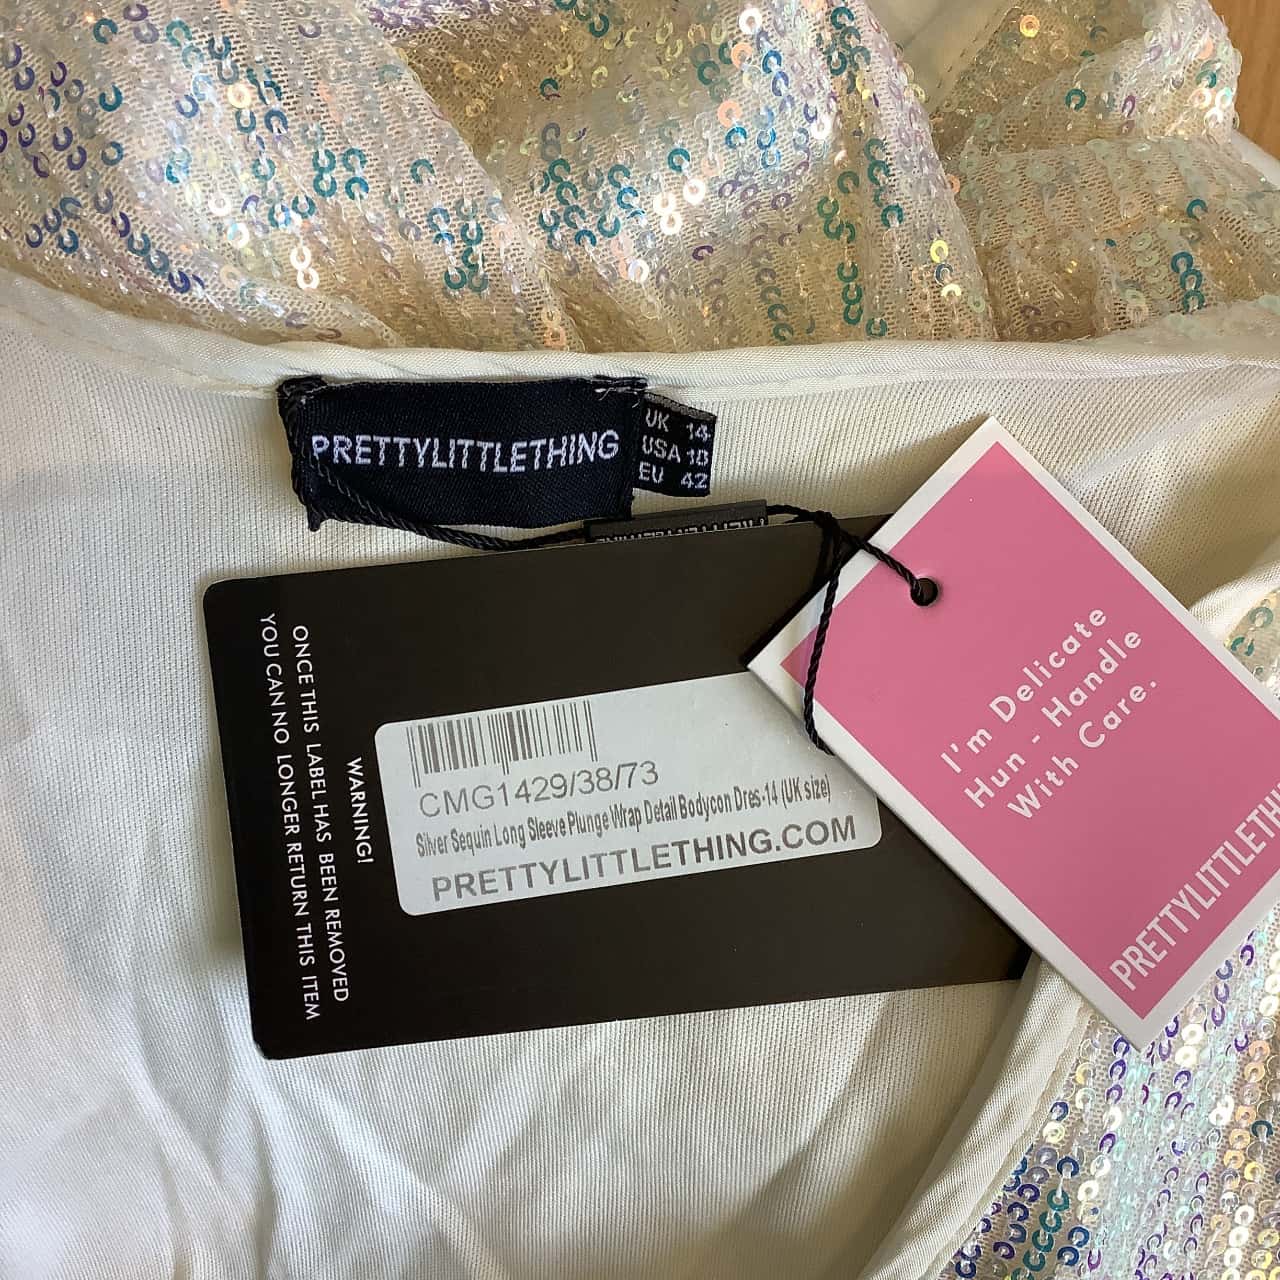 PRETTYLITTLETHING
UK 14
USA 10
EU 42
WARNING!
ONCE THIS LABEL HAS BEEN REMOVED
YOU CAN NO LONGER RETURN THIS ITEM
CMG1429/38/73
Silver Sequin Long Sleeve Plunge Wrap Detail Bodycon Dres-14 (UK size)
PRETTYLITTLETHING.COM
I'm Delicate
Hun - Handle
With Care.
PRETTYLITTLETH